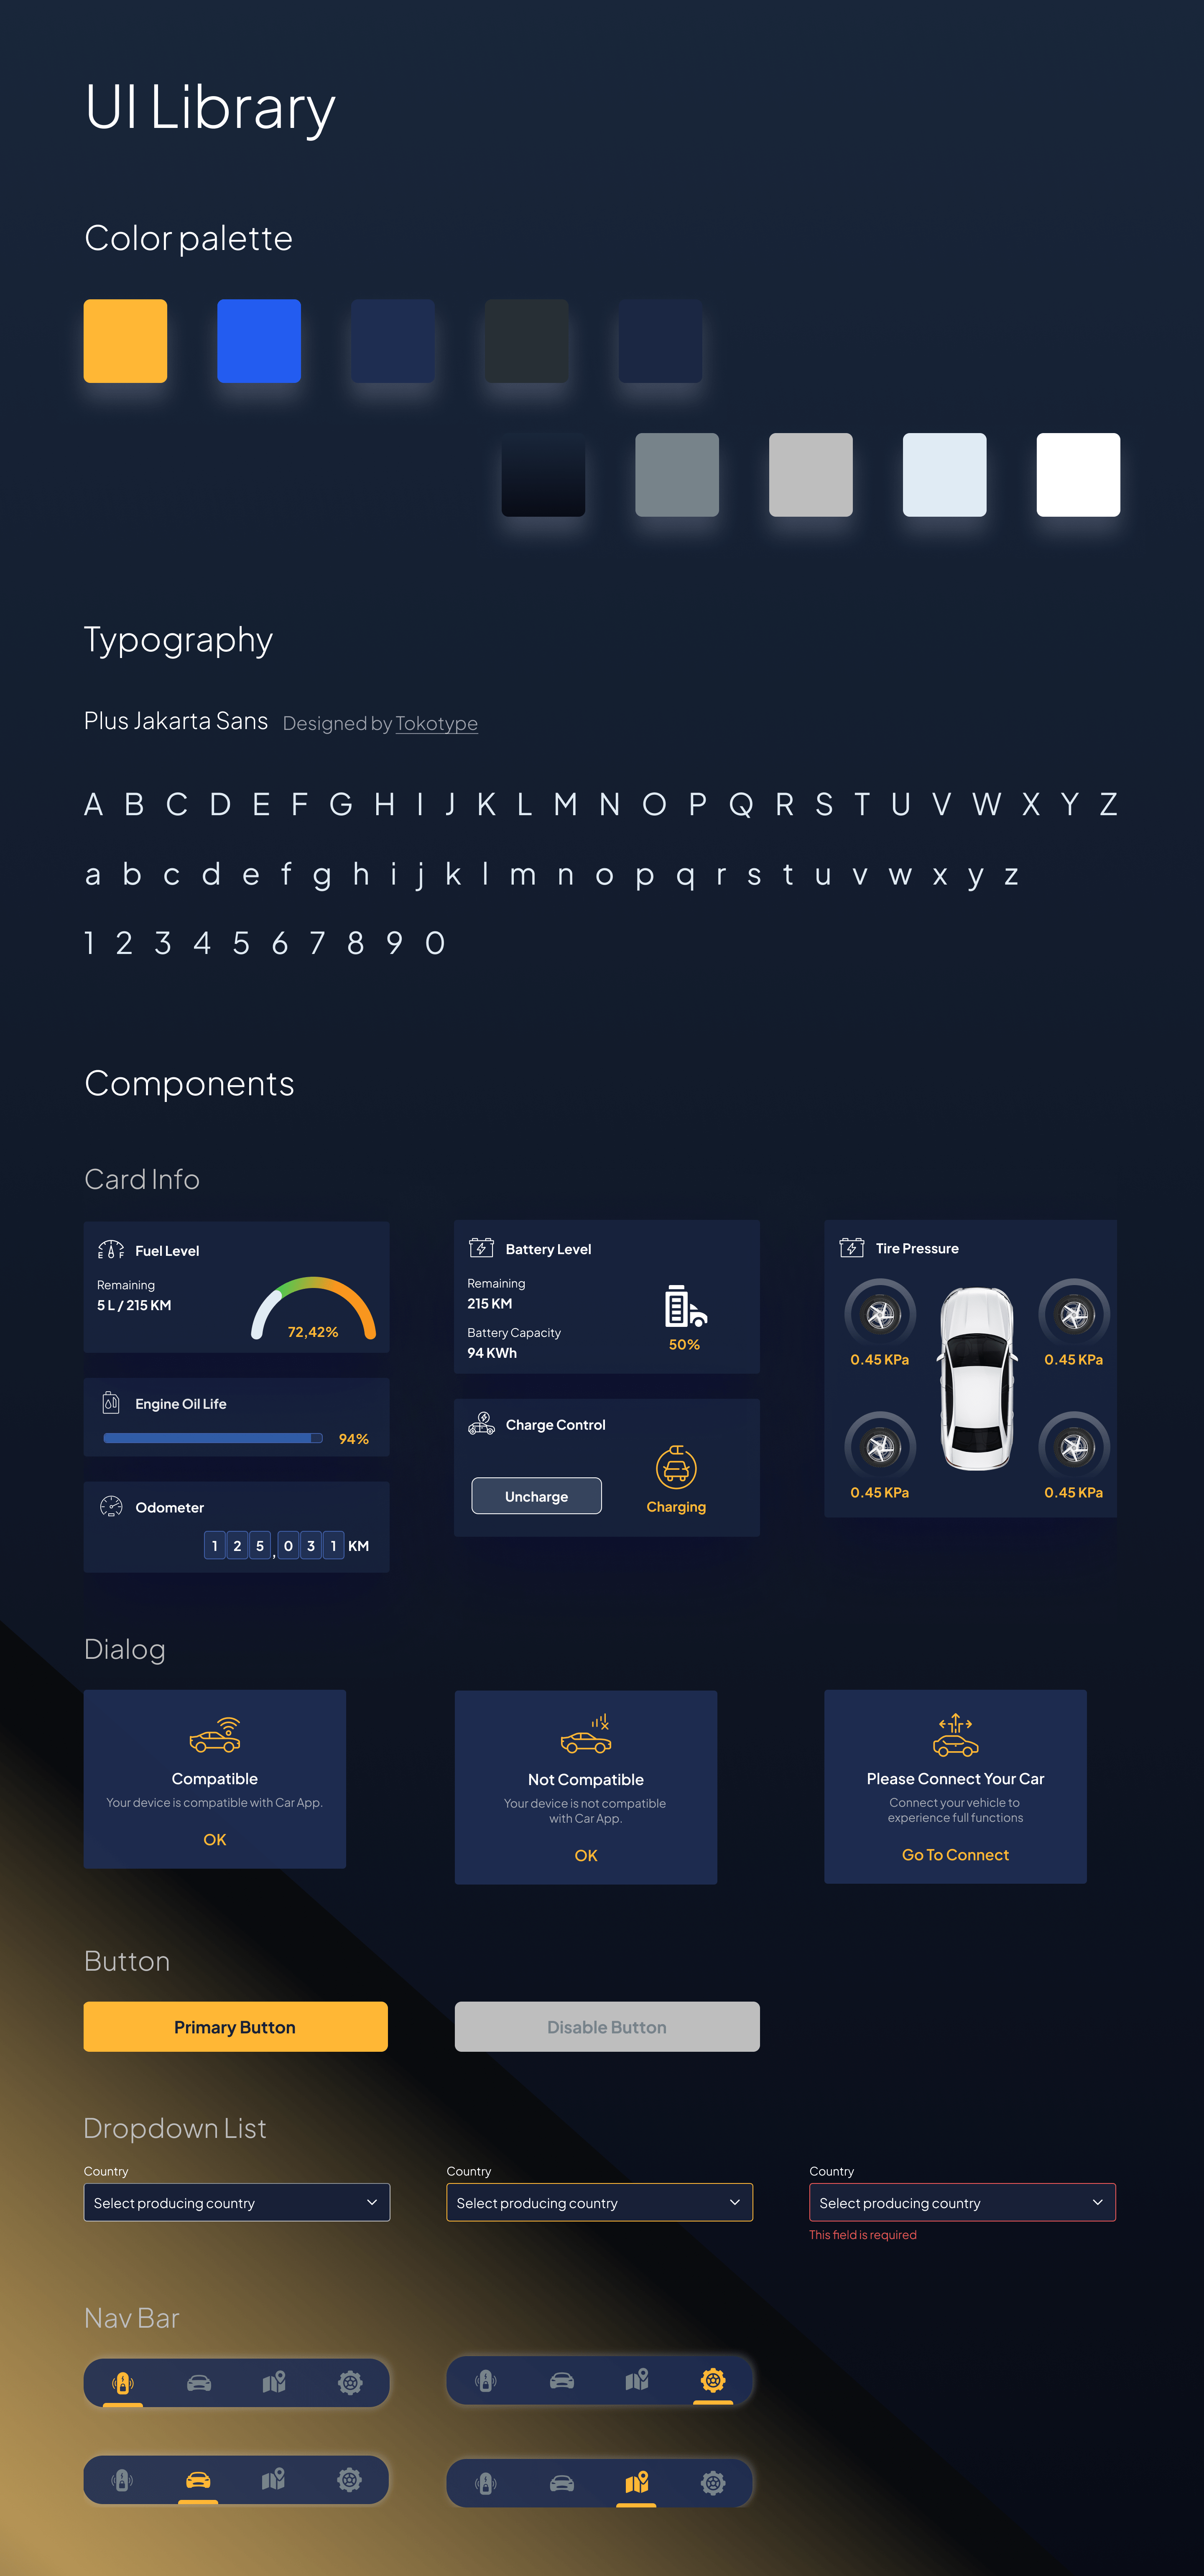 UI Library
Color palette
Typography
Plus Jakarta Sans Designed by Tokotype
A B C D E F G H I J K L M N O P Q R S T U V W X Y Z
a b c d e f g h i j k l m n o p q r s t u v w x y z
1 2 3 4 5 6 7 8 9 0
Components
Card Info
E F Fuel Level
Remaining
5 L / 215 KM
72,42%
Engine Oil Life
94%
Odometer
1 2 5 , 0 3 1 KM
Battery Level
Remaining
215 KM
Battery Capacity
94 KWh
50%
Charge Control
Uncharge
Charging
Tire Pressure
0.45 KPa
0.45 KPa
0.45 KPa
0.45 KPa
Dialog
Compatible
Your device is compatible with Car App.
OK
Not Compatible
Your device is not compatible
with Car App.
OK
Please Connect Your Car
Connect your vehicle to
experience full functions
Go To Connect
Button
Primary Button
Disable Button
Dropdown List
Country
Select producing country
Country
Select producing country
Country
Select producing country
This field is required
Nav Bar